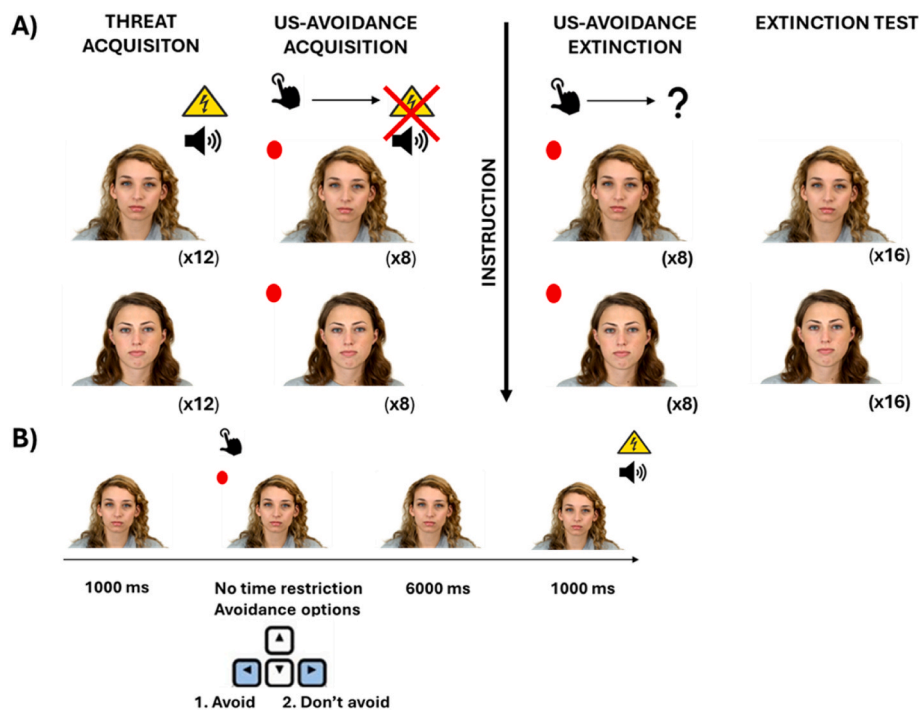 A)
THREAT
ACQUISITON
US-AVOIDANCE
ACQUISITION
US-AVOIDANCE
EXTINCTION
EXTINCTION TEST
?
INSTRUCTION
(x12)
(x8)
(x8)
(x16)
(x12)
(x8)
(x8)
(x16)
B)
1000 ms
No time restriction
Avoidance options
6000 ms
1000 ms
1. Avoid 2. Don't avoid